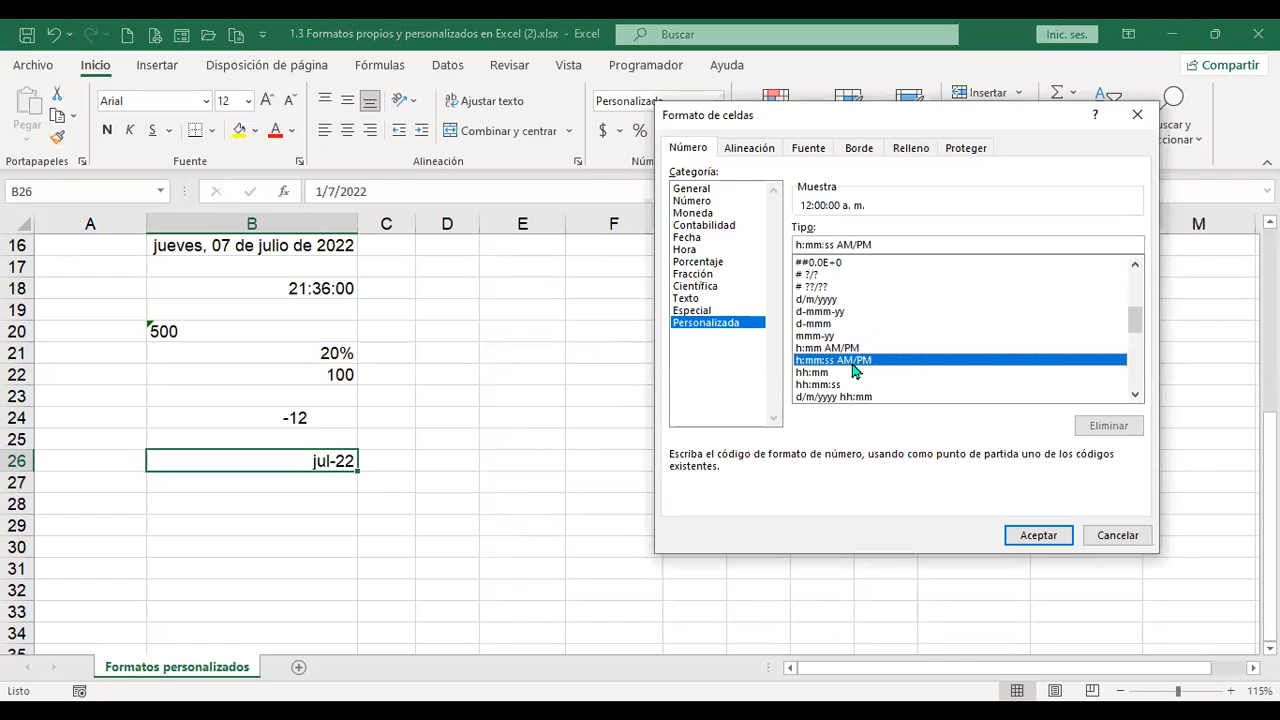 1.3 Formatos propios y personalizados en Excel (2).xlsx - Excel
Buscar
Inic. ses.
Archivo Inicio Insertar Disposición de página Fórmulas Datos Revisar Vista Programador Ayuda
Compartir
Pegar
Portapapeles
Arial 12
N K S
Fuente
Ajustar texto
Combinar y centrar
Alineación
Personalizada
$ %
Insertar
B26
1/7/2022
A B C D E F M
16 jueves, 07 de julio de 2022
17
18 21:36:00
19
20 500
21 20%
22 100
23
24 -12
25
26 jul-22
27
28
29
30
31
32
33
34
Formato de celdas
Número Alineación Fuente Borde Relleno Proteger
Categoría:
General
Número
Moneda
Contabilidad
Fecha
Hora
Porcentaje
Fracción
Científica
Texto
Especial
Personalizada
Muestra
12:00:00 a. m.
Tipo:
h:mm:ss AM/PM
##0.0E+0
# ?/?
# ??/??
d/m/yyyy
d-mmm-yy
d-mmm
mmm-yy
h:mm AM/PM
h:mm:ss AM/PM
hh:mm
hh:mm:ss
d/m/yyyy hh:mm
Eliminar
Escriba el código de formato de número, usando como punto de partida uno de los códigos
existentes.
Aceptar Cancelar
Formatos personalizados
Listo
115%